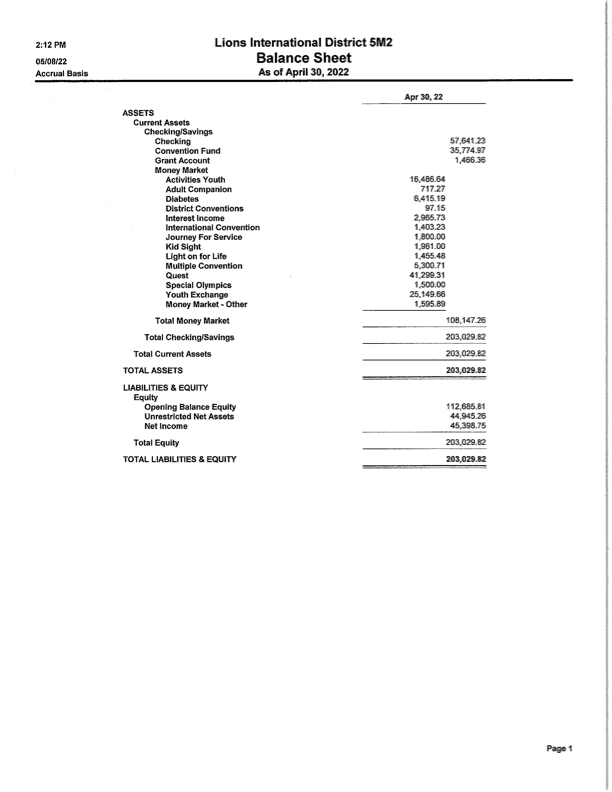 2:12 PM
Lions International District 5M2
05/08/22
Balance Sheet
Accrual Basis
As of April 30, 2022
Apr 30, 22
ASSETS
Current Assets
Checking/Savings
Checking 57,641.23
Convention Fund 35,774.97
Grant Account 1,466.36
Money Market
Activities Youth 16,486.64
Adult Companion 717.27
Diabetes 6,415.19
District Conventions 97.15
Interest Income 2,965.73
International Convention 1,403.23
Journey For Service 1,800.00
Kid Sight 1,961.00
Light on for Life 1,455.48
Multiple Convention 5,300.71
Quest 41,299.31
Special Olympics 1,500.00
Youth Exchange 25,149.66
Money Market - Other 1,595.89
Total Money Market 108,147.26
Total Checking/Savings 203,029.82
Total Current Assets 203,029.82
TOTAL ASSETS 203,029.82
LIABILITIES & EQUITY
Equity
Opening Balance Equity 112,685.81
Unrestricted Net Assets 44,945.26
Net Income 45,398.75
Total Equity 203,029.82
TOTAL LIABILITIES & EQUITY 203,029.82
Page 1